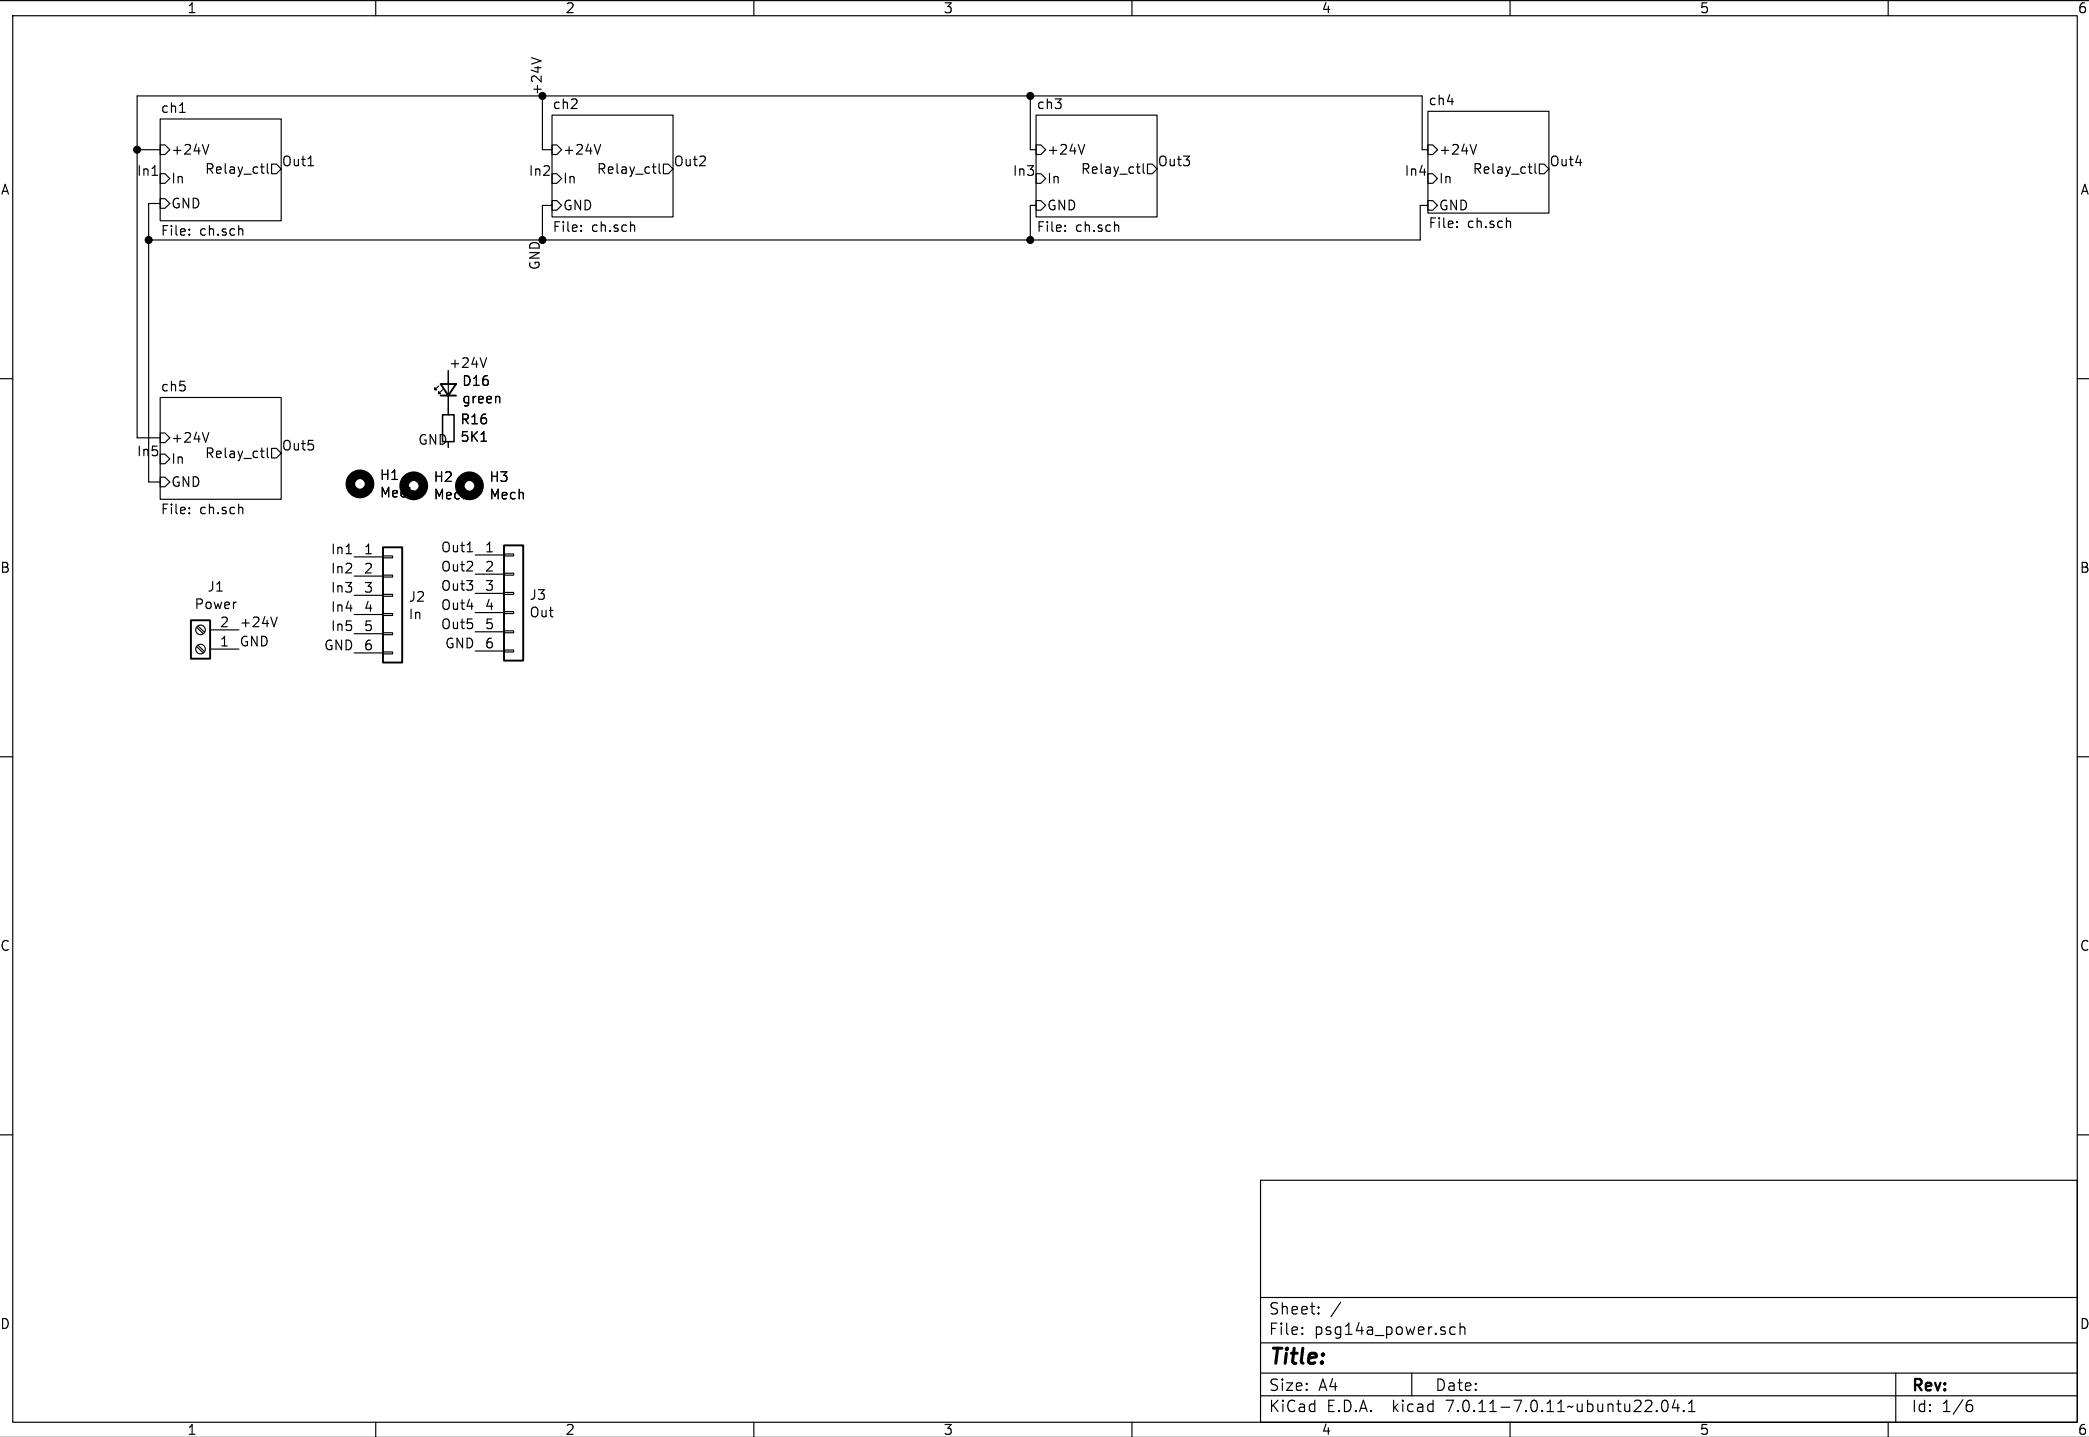 1 2 3 4 5 6
+24V
ch1
+24V
In1
In
Relay_ctl
Out1
GND
File: ch.sch
ch2
+24V
In2
In
Relay_ctl
Out2
GND
File: ch.sch
GND
ch3
+24V
In3
In
Relay_ctl
Out3
GND
File: ch.sch
ch4
+24V
In4
In
Relay_ctl
Out4
GND
File: ch.sch
A
A
ch5
+24V
In5
In
Relay_ctl
Out5
GND
File: ch.sch
+24V
D16
green
R16
5K1
GND
H1
Mech
H2
Mech
H3
Mech
B
B
J1
Power
2 +24V
1 GND
In1 1
In2 2
In3 3
In4 4
In5 5
GND 6
J2
In
Out1 1
Out2 2
Out3 3
Out4 4
Out5 5
GND 6
J3
Out
C
C
D
D
Sheet: /
File: psg14a_power.sch
Title:
Size: A4 Date: Rev:
KiCad E.D.A. kicad 7.0.11-7.0.11~ubuntu22.04.1 Id: 1/6
1 2 3 4 5 6